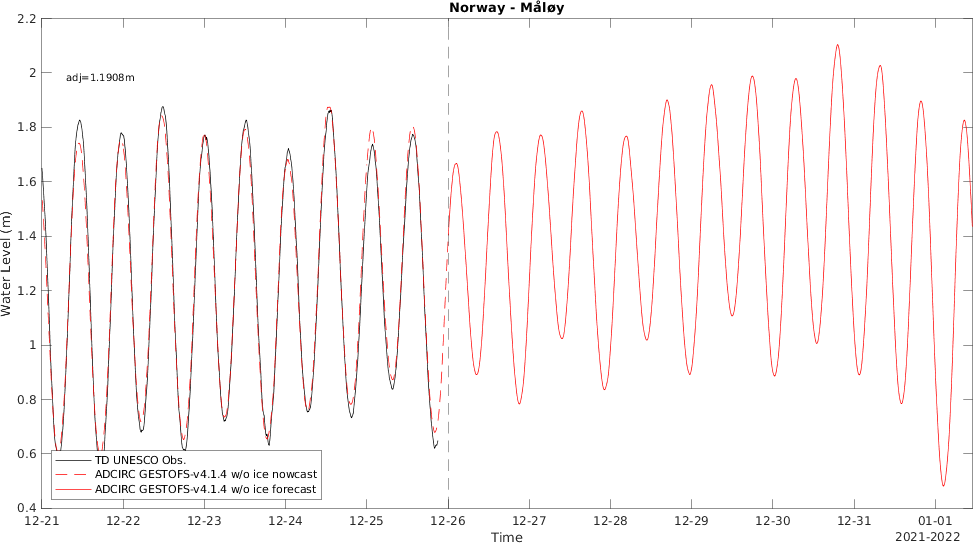 Norway - Måløy
2.2
2
1.8
1.6
1.4
1.2
1
0.8
0.6
0.4
Water Level (m)
adj=1.1908m
TD UNESCO Obs.
ADCIRC GESTOFS-v4.1.4 w/o ice nowcast
ADCIRC GESTOFS-v4.1.4 w/o ice forecast
12-21 12-22 12-23 12-24 12-25 12-26 12-27 12-28 12-29 12-30 12-31 01-01
Time
2021-2022